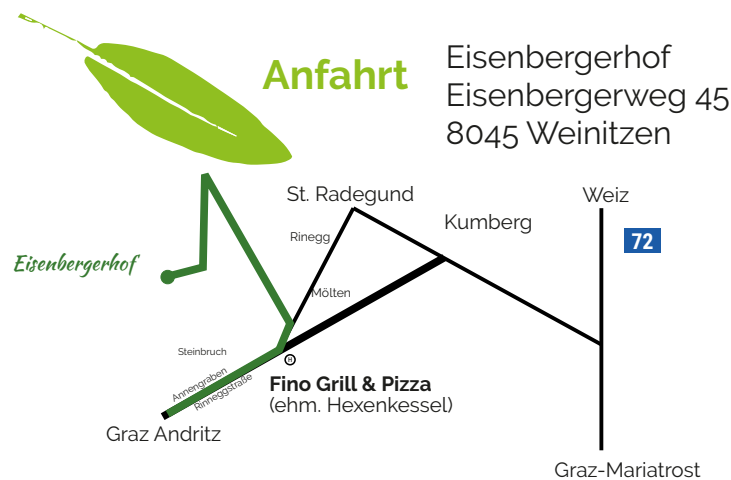 Anfahrt
Eisenbergerhof
Eisenbergerweg 45
8045 Weinitzen
St. Radegund
Weiz
Kumberg
Rinegg
72
Eisenbergerhof
Mölten
Steinbruch
H
Annengraben
Rinneggstraße
Fino Grill & Pizza
(ehm. Hexenkessel)
Graz Andritz
Graz-Mariatrost